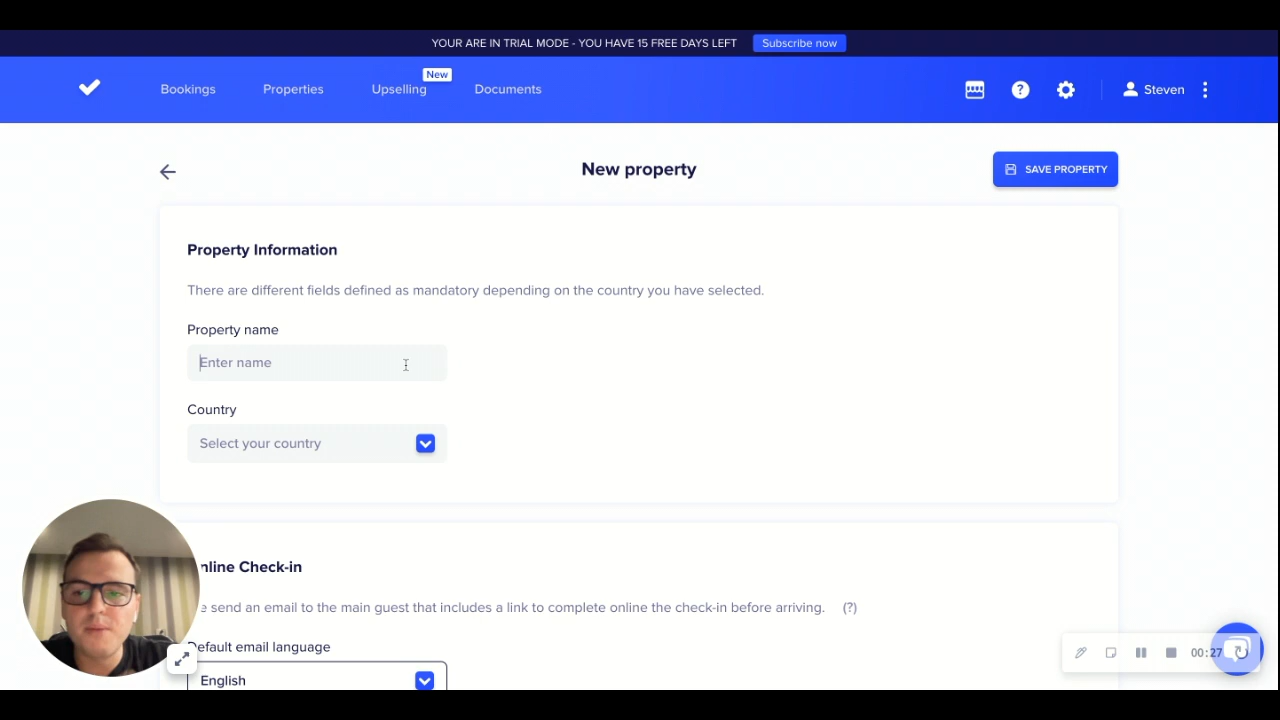 YOUR ARE IN TRIAL MODE - YOU HAVE 15 FREE DAYS LEFT Subscribe now
Bookings Properties Upselling New Documents ? Steven
New property SAVE PROPERTY
Property Information
There are different fields defined as mandatory depending on the country you have selected.
Property name
Enter name
Country
Select your country
nline Check-in
e send an email to the main guest that includes a link to complete online the check-in before arriving. (?)
Default email language
English
00:27